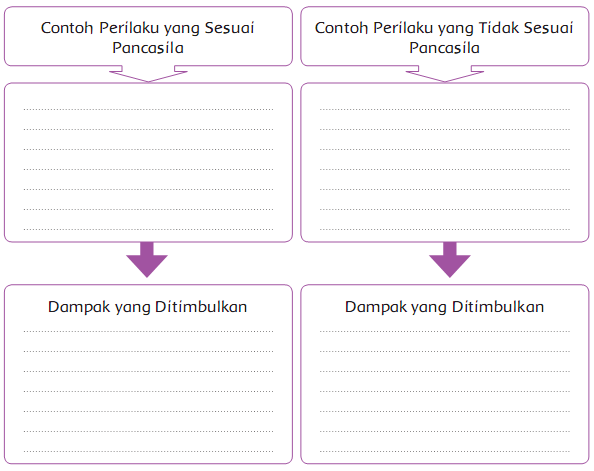 Contoh Perilaku yang Sesuai
Pancasila
Contoh Perilaku yang Tidak Sesuai
Pancasila
Dampak yang Ditimbulkan
Dampak yang Ditimbulkan